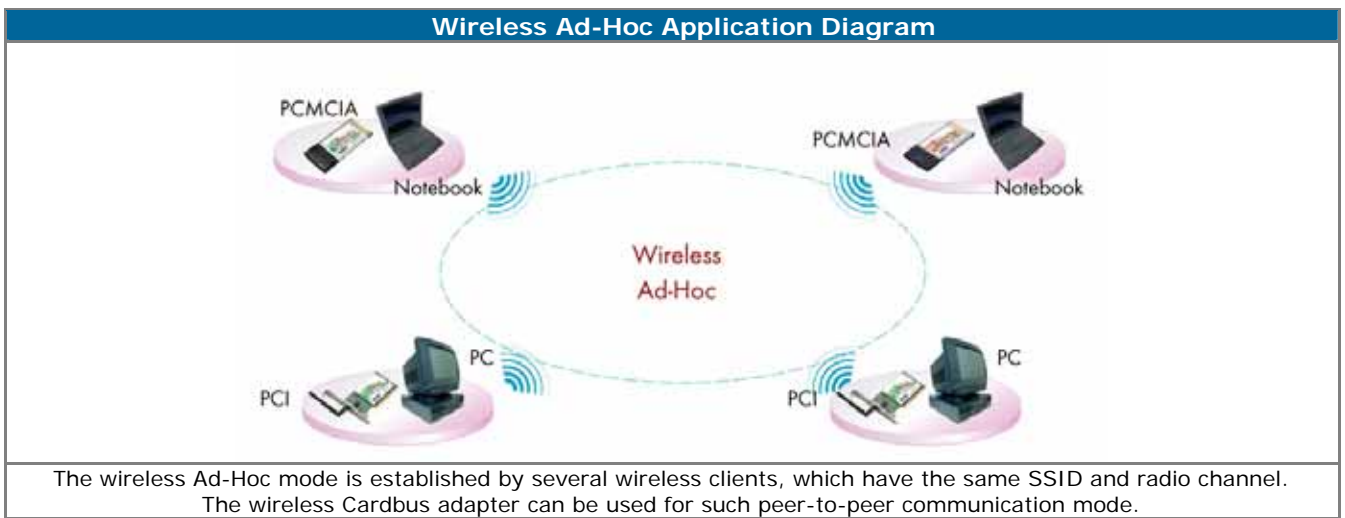 Wireless Ad-Hoc Application Diagram
PCMCIA
Notebook
PCMCIA
Notebook
Wireless
Ad-Hoc
PCI
PC
PCI
PC
The wireless Ad-Hoc mode is established by several wireless clients, which have the same SSID and radio channel.
The wireless Cardbus adapter can be used for such peer-to-peer communication mode.